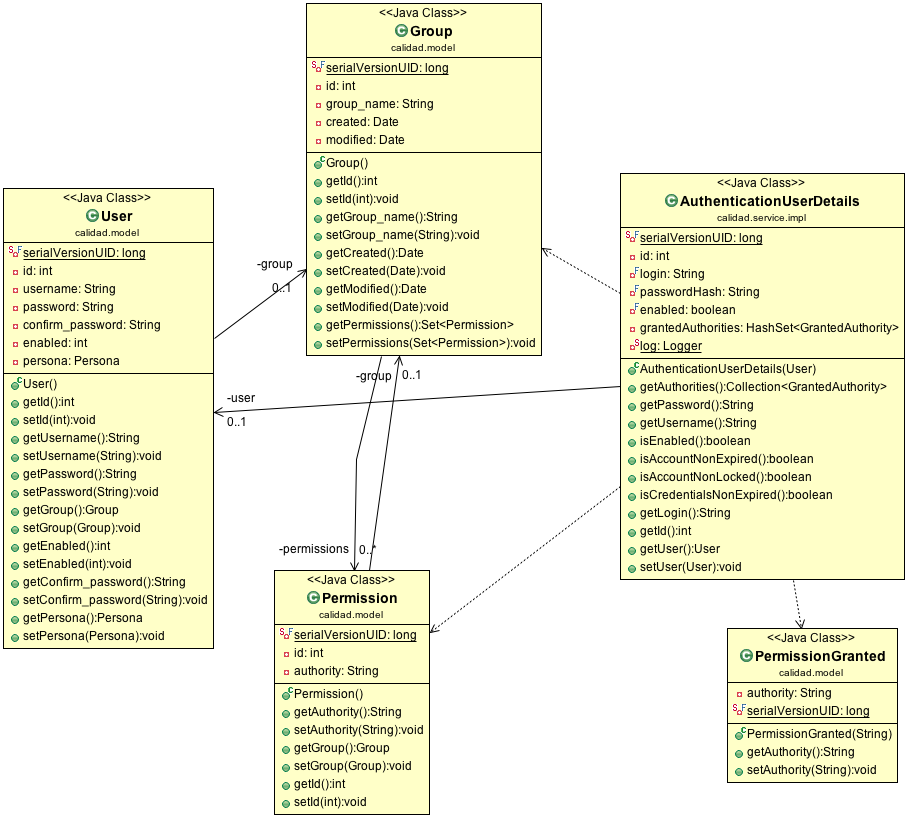 <<Java Class>>
Group
calidad.model
serialVersionUID: long
id: int
group_name: String
created: Date
modified: Date
Group()
getId():int
setId(int):void
getGroup_name():String
setGroup_name(String):void
getCreated():Date
setCreated(Date):void
getModified():Date
setModified(Date):void
getPermissions():Set<Permission>
setPermissions(Set<Permission>):void
<<Java Class>>
User
calidad.model
serialVersionUID: long
id: int
username: String
password: String
confirm_password: String
enabled: int
persona: Persona
User()
getId():int
setId(int):void
getUsername():String
setUsername(String):void
getPassword():String
setPassword(String):void
getGroup():Group
setGroup(Group):void
getEnabled():int
setEnabled(int):void
getConfirm_password():String
setConfirm_password(String):void
getPersona():Persona
setPersona(Persona):void
-group
0..1
<<Java Class>>
AuthenticationUserDetails
calidad.service.impl
serialVersionUID: long
id: int
login: String
passwordHash: String
enabled: boolean
grantedAuthorities: HashSet<GrantedAuthority>
log: Logger
AuthenticationUserDetails(User)
getAuthorities():Collection<GrantedAuthority>
getPassword():String
getUsername():String
isEnabled():boolean
isAccountNonExpired():boolean
isAccountNonLocked():boolean
isCredentialsNonExpired():boolean
getLogin():String
getId():int
getUser():User
setUser(User):void
-group
0..1
-user
0..1
-permissions
0..*
<<Java Class>>
Permission
calidad.model
serialVersionUID: long
id: int
authority: String
Permission()
getAuthority():String
setAuthority(String):void
getGroup():Group
setGroup(Group):void
getId():int
setId(int):void
<<Java Class>>
PermissionGranted
calidad.model
authority: String
serialVersionUID: long
PermissionGranted(String)
getAuthority():String
setAuthority(String):void